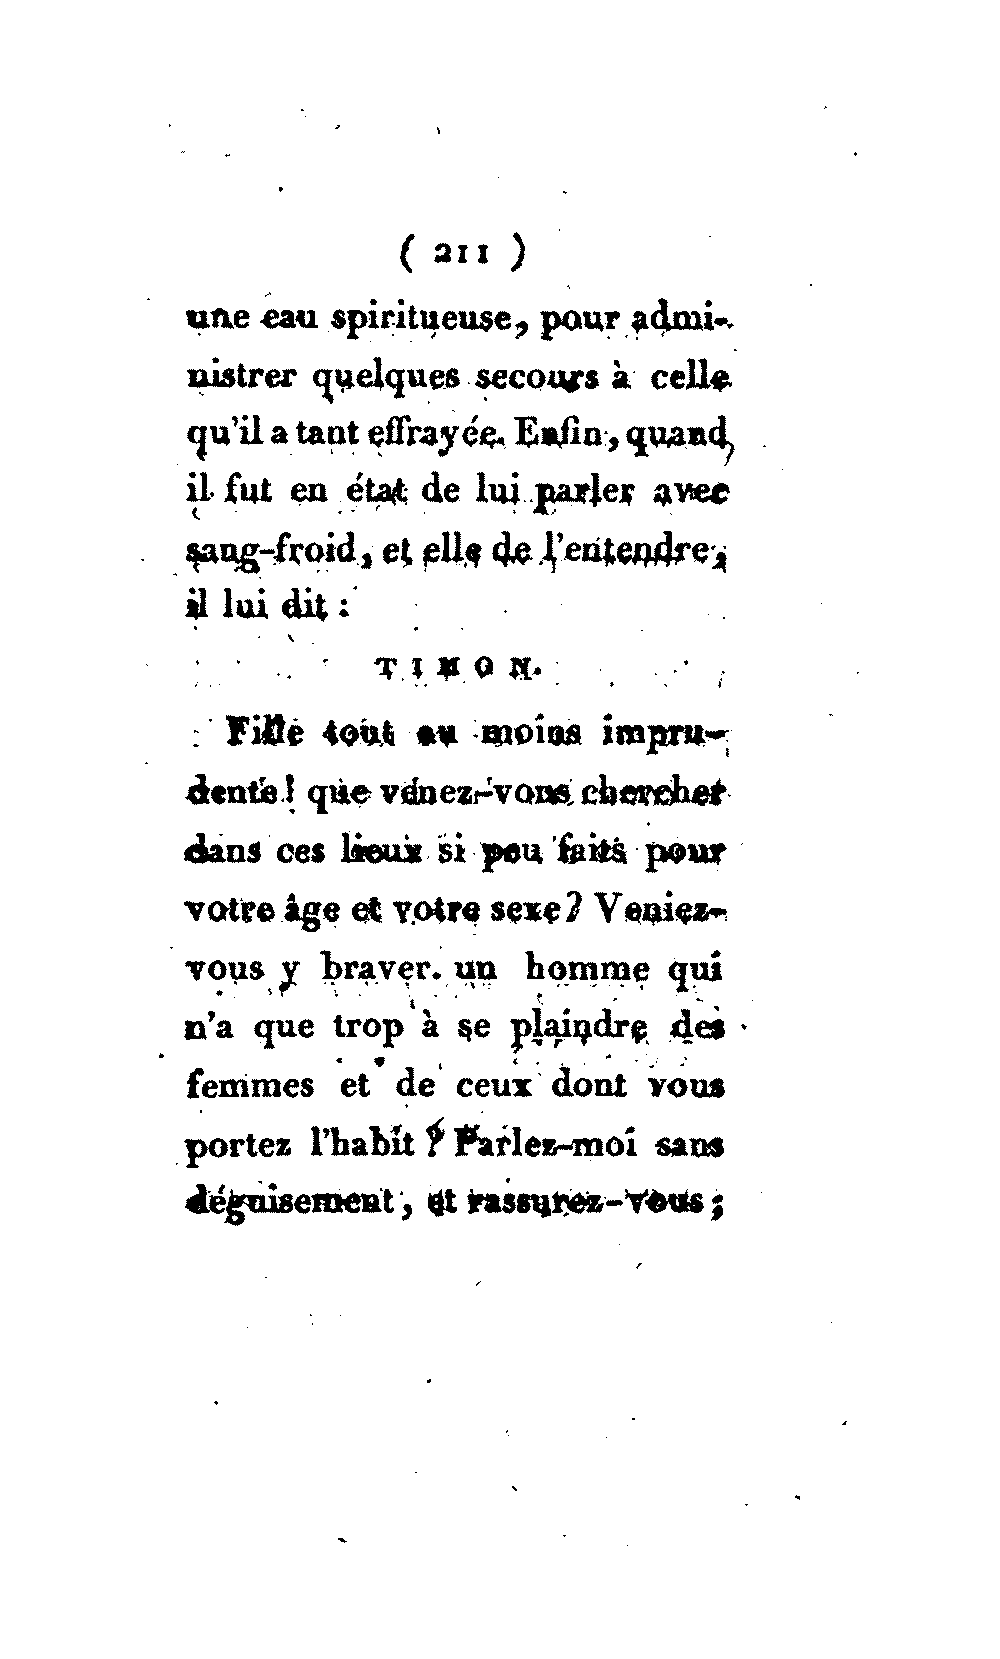 ( 211 )
une eau spiritueuse, pour admi-
nistrer quelques secours à celle
qu'il a tant effrayée. Enfin, quand,
il fut en état de lui parler avec
sang-froid, et elle de l'entendre,
il lui dit :
TIMON.
Fille tout au moins impru-
dente! que venez-vous chercher
dans ces lieux si peu faits pour
votre âge et votre sexe? Veniez-
vous y braver un homme qui
n'a que trop à se plaindre des
femmes et de ceux dont vous
portez l'habit ? Parlez-moi sans
déguisement, et rassurez-vous;